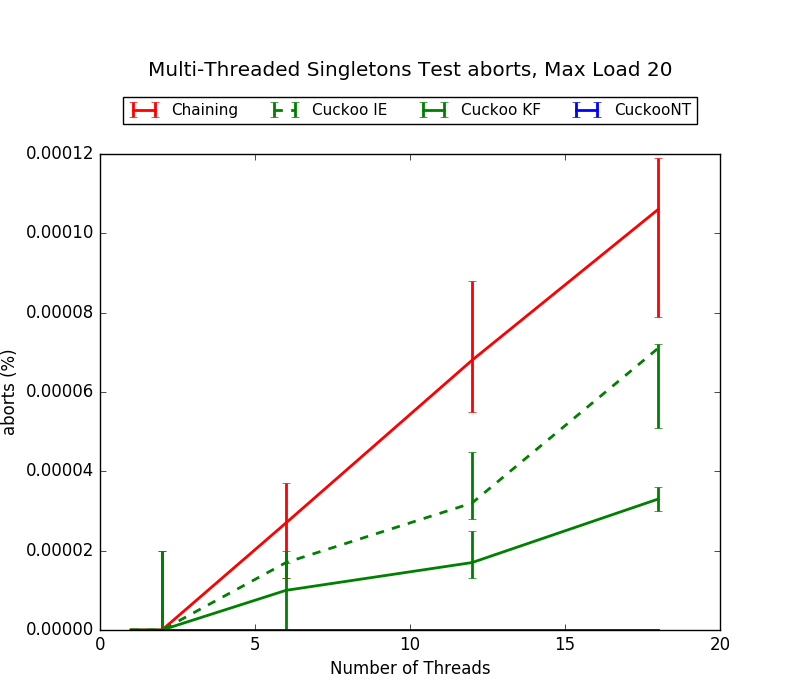 Multi-Threaded Singletons Test aborts, Max Load 20
Chaining Cuckoo IE Cuckoo KF CuckooNT
0.00012
0.00010
0.00008
0.00006
0.00004
0.00002
0.00000
aborts (%)
0 5 10 15 20
Number of Threads